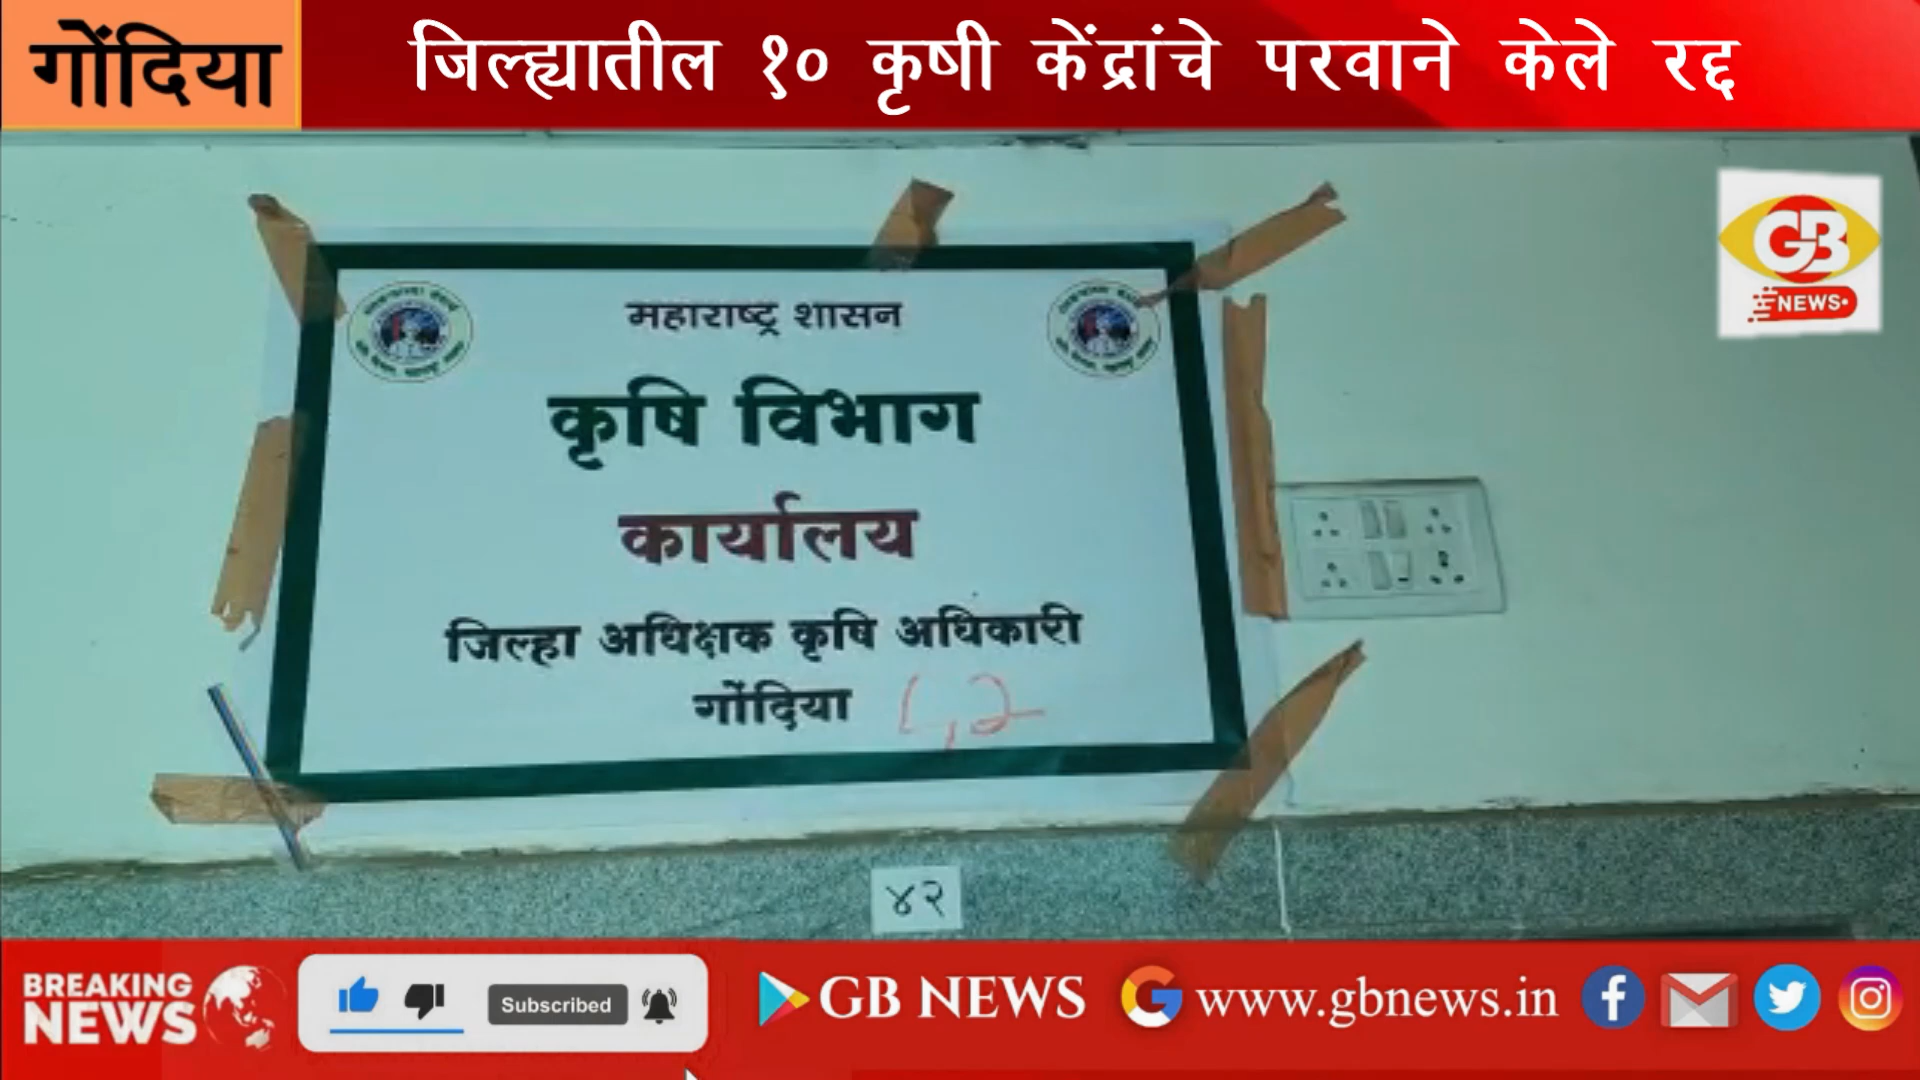 गोंदिया
जिल्ह्यातील १० कृषी केंद्रांचे परवाने केले रद्द
GB
NEWS
महाराष्ट्र शासन
कृषि विभाग
कार्यालय
जिल्हा अधिक्षक कृषि अधिकारी
गोंदिया
४२
BREAKING
NEWS
Subscribed
GB NEWS
www.gbnews.in